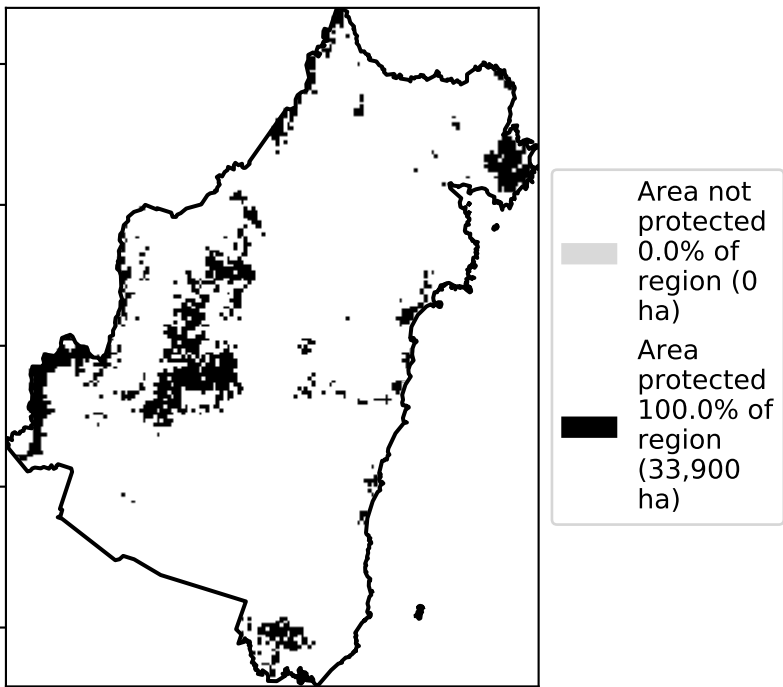 Area not
protected
0.0% of
region (0
ha)
Area
protected
100.0% of
region
(33,900
ha)